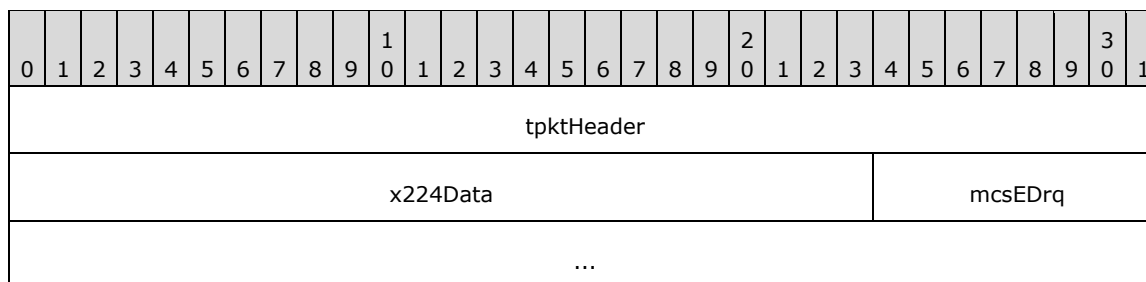 1 2 3
0 1 2 3 4 5 6 7 8 9 0 1 2 3 4 5 6 7 8 9 0 1 2 3 4 5 6 7 8 9 0 1
tpktHeader
x224Data mcsEDrq
...